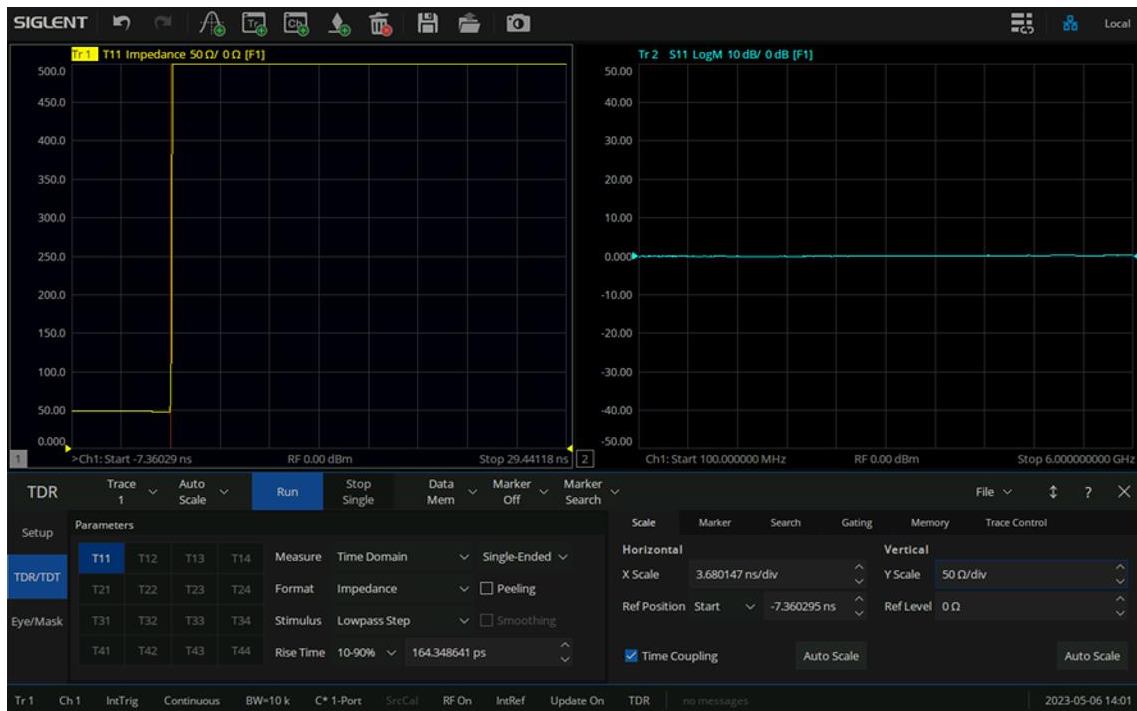 SIGLENT Tr Ch Local
Tr 1 T11 Impedance 50 Ω/ 0 Ω [F1]
500.0
450.0
400.0
350.0
300.0
250.0
200.0
150.0
100.0
50.00
0.000
1 >Ch1: Start -7.36029 ns RF 0.00 dBm Stop 29.44118 ns
Tr 2 S11 LogM 10 dB/ 0 dB [F1]
50.00
40.00
30.00
20.00
10.00
0.000
-10.00
-20.00
-30.00
-40.00
-50.00
2 Ch1: Start 100.000000 MHz RF 0.00 dBm Stop 6.000000000 GHz
TDR Trace 1 Auto Scale Run Stop Single Data Mem Marker Off Marker Search File ?
Setup
TDR/TDT
Eye/Mask
Parameters
T11 T12 T13 T14
T21 T22 T23 T24
T31 T32 T33 T34
T41 T42 T43 T44
Measure Time Domain Single-Ended
Format Impedance Peeling
Stimulus Lowpass Step Smoothing
Rise Time 10-90% 164.348641 ps
Scale Marker Search Gating Memory Trace Control
Horizontal
X Scale 3.680147 ns/div
Ref Position Start -7.360295 ns
Time Coupling Auto Scale
Vertical
Y Scale 50 Ω/div
Ref Level 0 Ω
Auto Scale
Tr 1 Ch 1 IntTrig Continuous BW=10 k C* 1-Port SrcCal RF On IntRef Update On TDR no messages 2023-05-06 14:01